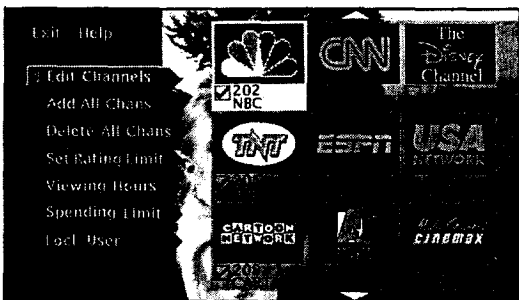 Exit Help
Edit Channels
Add All Chans
Delete All Chans
Set Rating Limit
Viewing Hours
Spending Limit
Lock User
CNN
The
Disney
Channel
202
NBC
TNT
ESPN
USA
NETWORK
CARTOON
NETWORK
A
cinemax